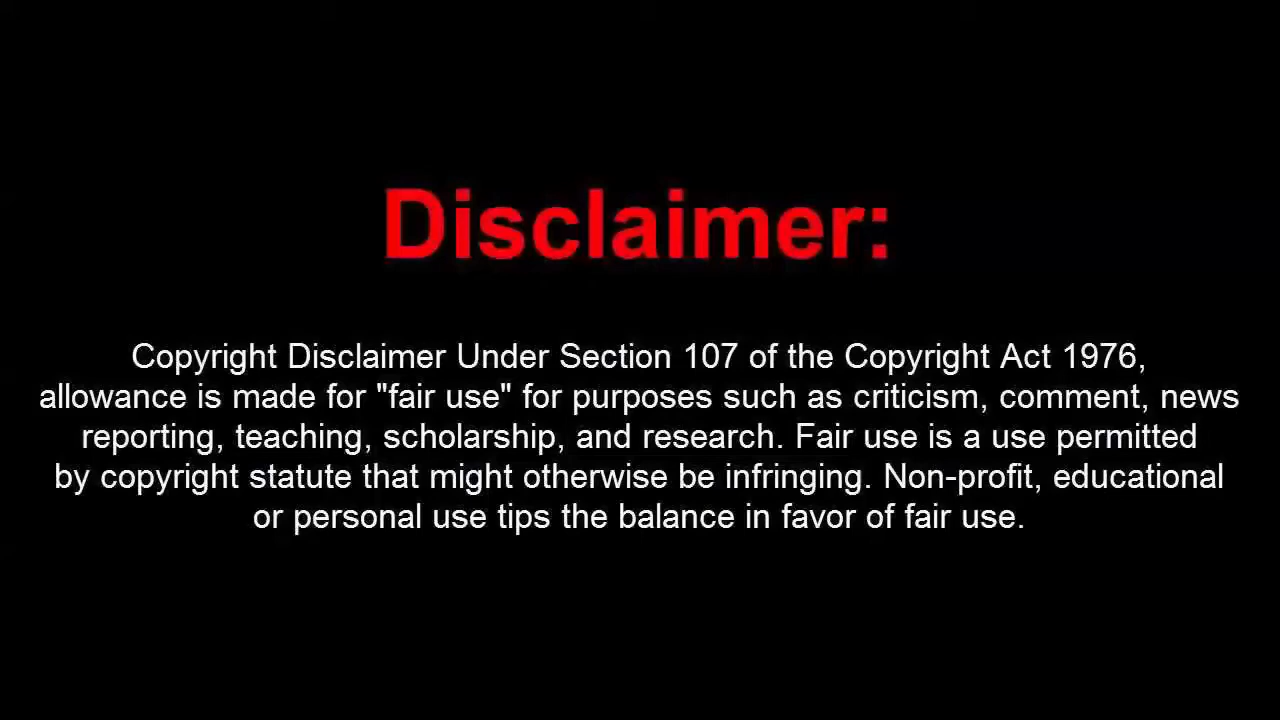 Disclaimer:
Copyright Disclaimer Under Section 107 of the Copyright Act 1976,
allowance is made for "fair use" for purposes such as criticism, comment, news
reporting, teaching, scholarship, and research. Fair use is a use permitted
by copyright statute that might otherwise be infringing. Non-profit, educational
or personal use tips the balance in favor of fair use.